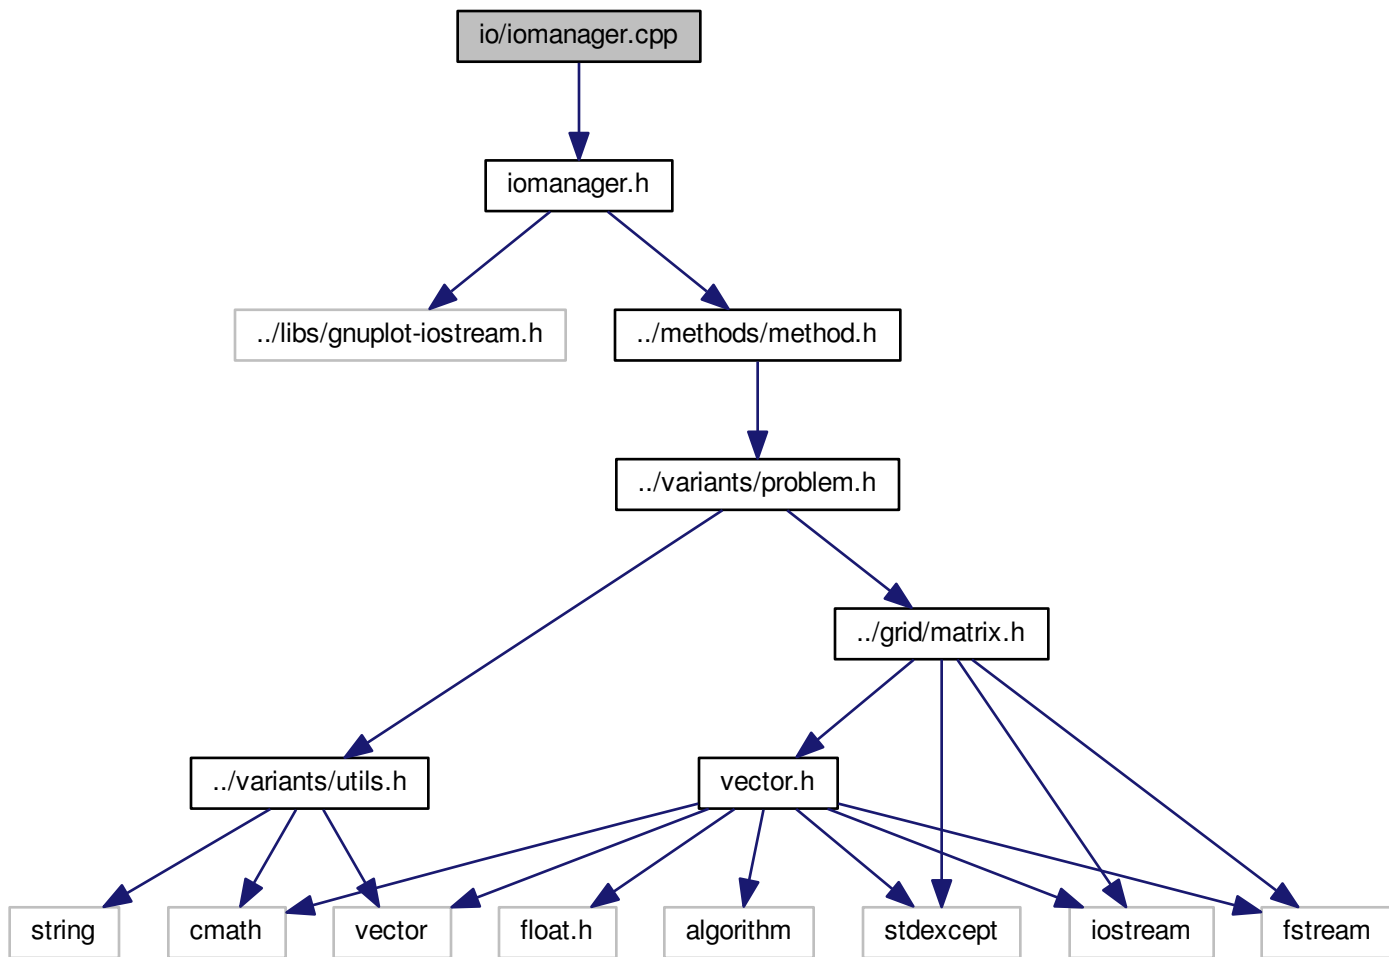 io/iomanager.cpp
iomanager.h
../libs/gnuplot-iostream.h
../methods/method.h
../variants/problem.h
../grid/matrix.h
../variants/utils.h
vector.h
string
cmath
vector
float.h
algorithm
stdexcept
iostream
fstream